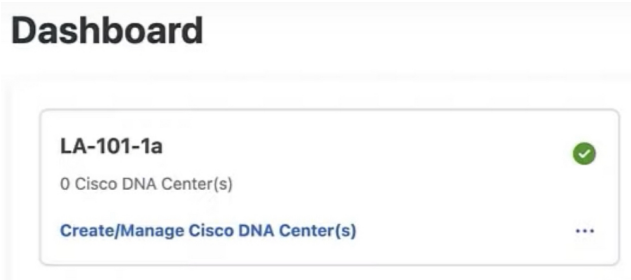 Dashboard
LA-101-1a
0 Cisco DNA Center(s)
Create/Manage Cisco DNA Center(s)
...